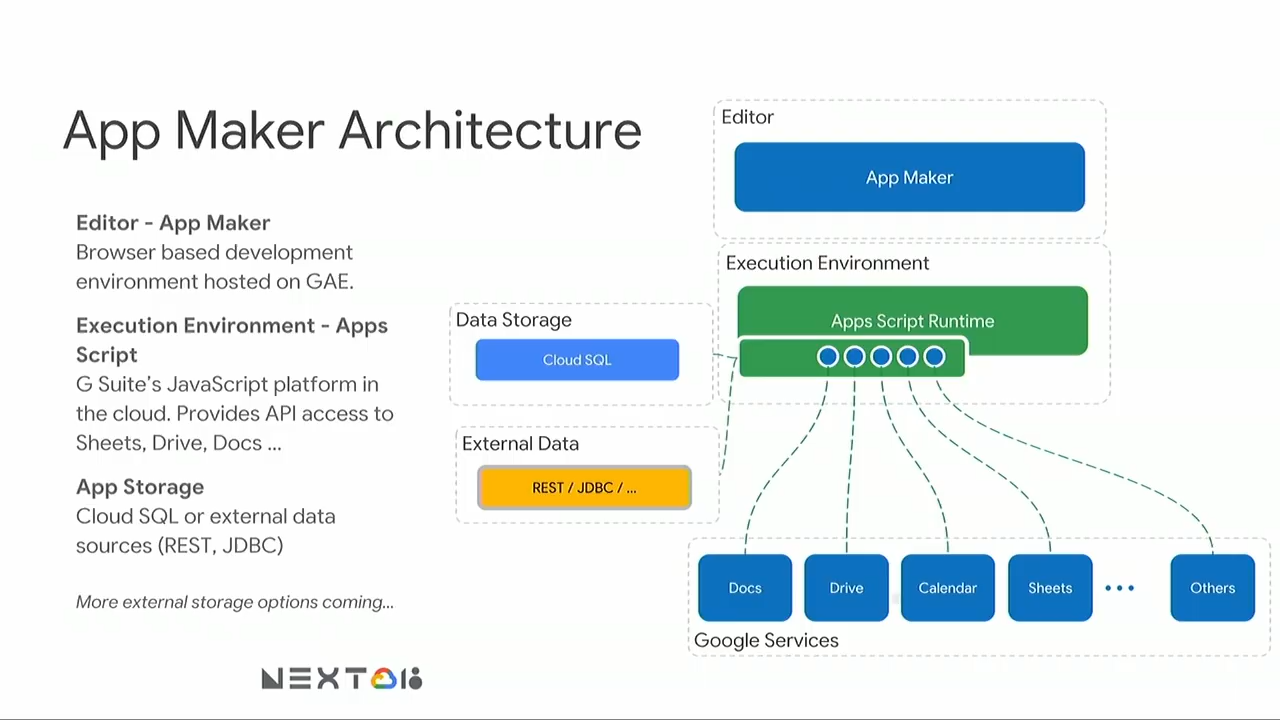 App Maker Architecture
Editor - App Maker
Browser based development
environment hosted on GAE.
Execution Environment - Apps
Script
G Suite's JavaScript platform in
the cloud. Provides API access to
Sheets, Drive, Docs ...
App Storage
Cloud SQL or external data
sources (REST, JDBC)
More external storage options coming...
NEXT18
Editor
App Maker
Execution Environment
Apps Script Runtime
Data Storage
Cloud SQL
External Data
REST / JDBC / ...
Docs
Drive
Calendar
Sheets
•••
Others
Google Services